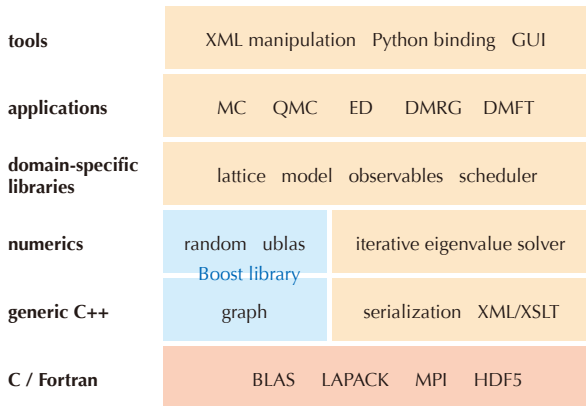 tools XML manipulation Python binding GUI
applications MC QMC ED DMRG DMFT
domain-specific
libraries
lattice model observables scheduler
numerics random ublas iterative eigenvalue solver
Boost library
generic C++ graph serialization XML/XSLT
C / Fortran BLAS LAPACK MPI HDF5